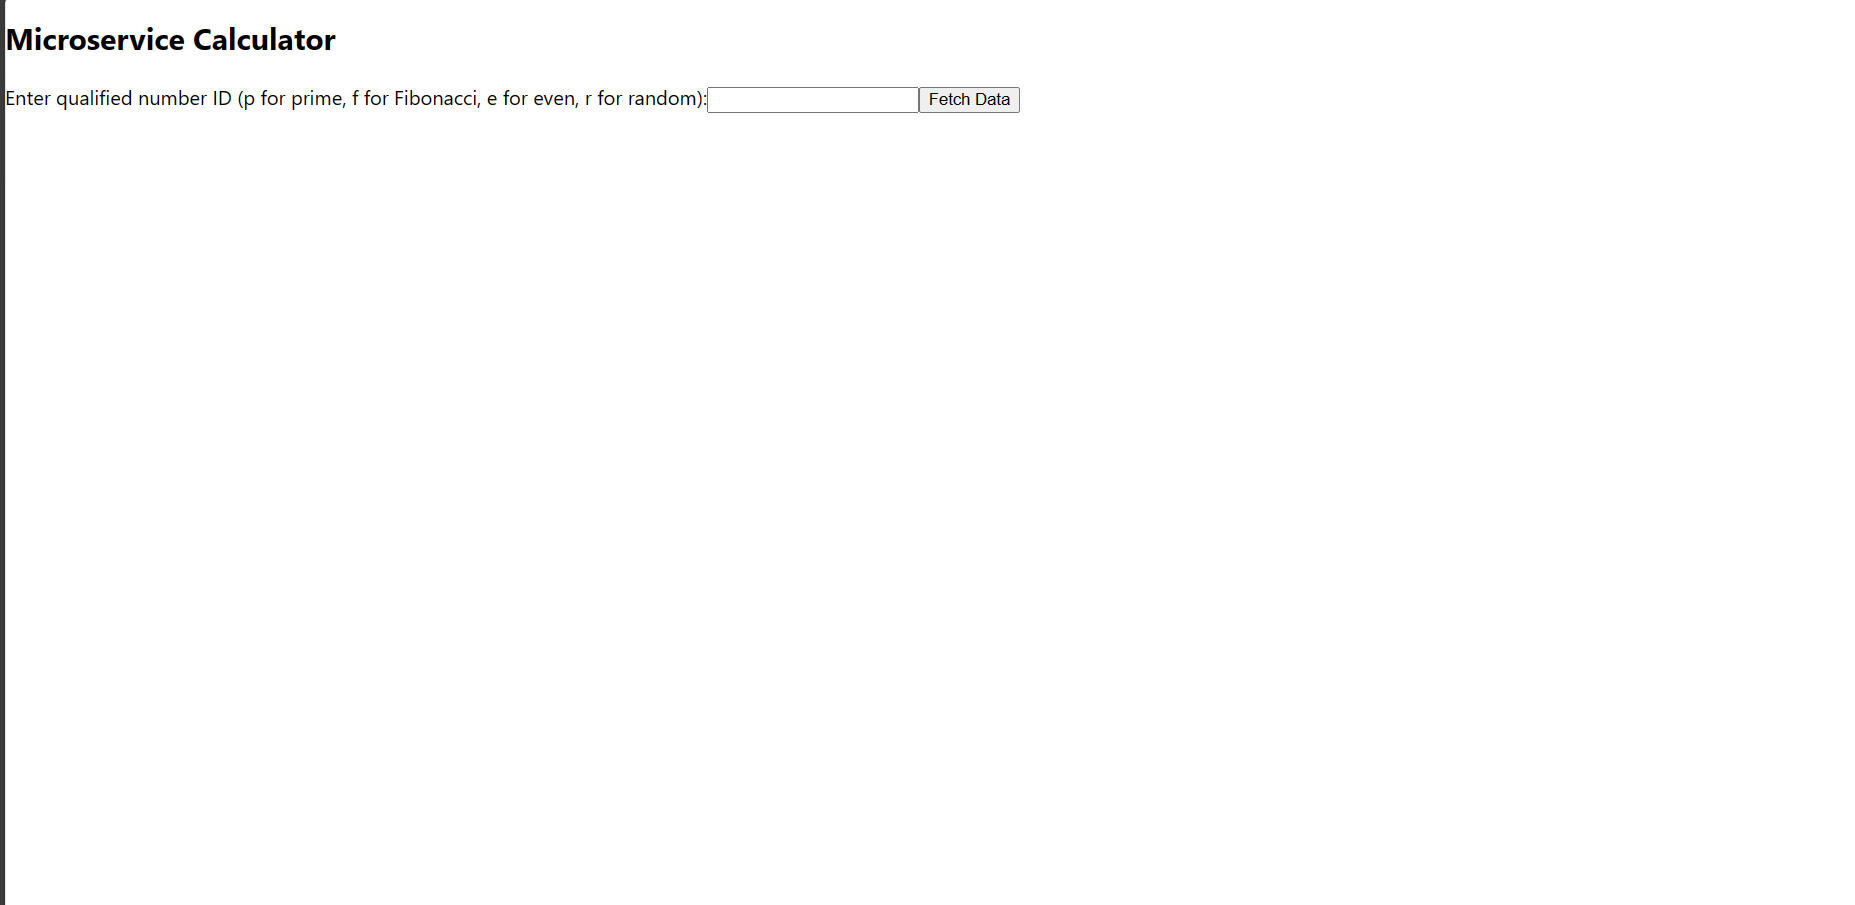 Microservice Calculator
Enter qualified number ID (p for prime, f for Fibonacci, e for even, r for random): Fetch Data